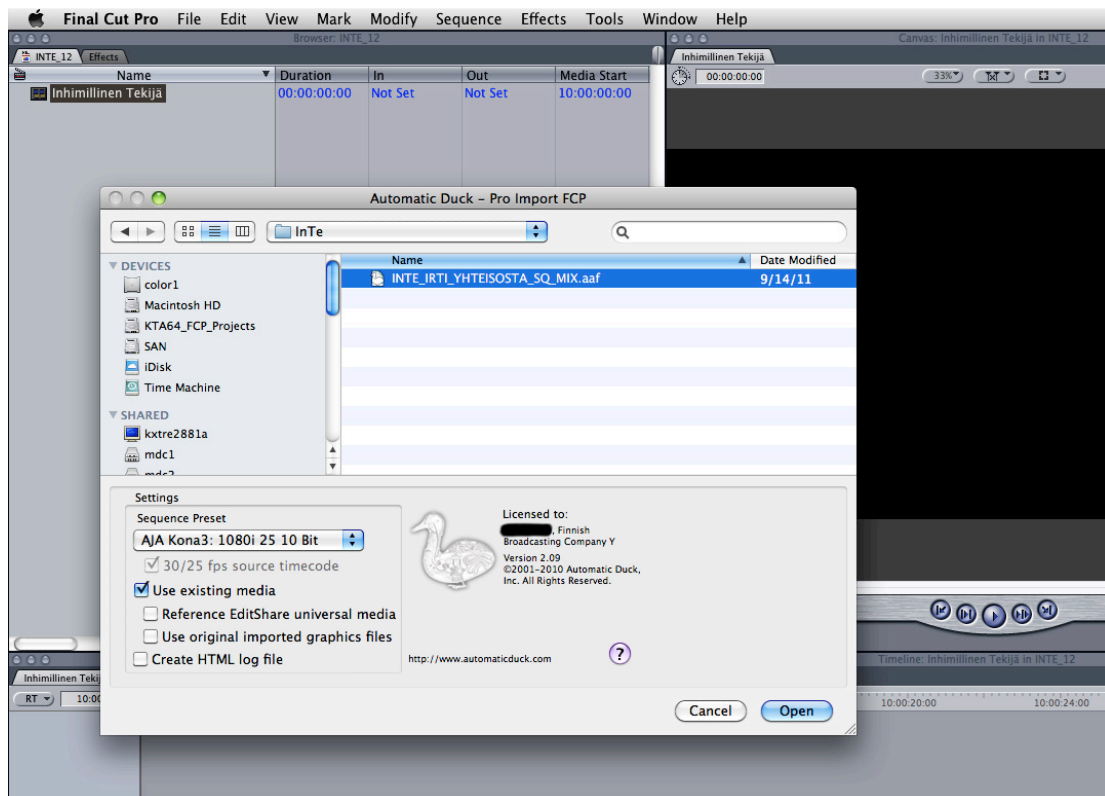 Final Cut Pro File Edit View Mark Modify Sequence Effects Tools Window Help
Browser: INTE_12
Canvas: Inhimillinen Tekijä in INTE_12
INTE_12 Effects
Inhimillinen Tekijä
Name Duration In Out Media Start
00:00:00:00 33%
Inhimillinen Tekijä 00:00:00:00 Not Set Not Set 10:00:00:00
Automatic Duck – Pro Import FCP
InTe
Name Date Modified
DEVICES
INTE_IRTI_YHTEISOSTA_SQ_MIX.aaf 9/14/11
color1
Macintosh HD
KTA64_FCP_Projects
SAN
iDisk
Time Machine
SHARED
kxtre2881a
mdc1
mdc2
Settings
Sequence Preset
AJA Kona3: 1080i 25 10 Bit
30/25 fps source timecode
Use existing media
Reference EditShare universal media
Use original imported graphics files
Create HTML log file
Licensed to:
, Finnish
Broadcasting Company Y
Version 2.09
©2001–2010 Automatic Duck,
Inc. All Rights Reserved.
http://www.automaticduck.com
?
Cancel Open
Timeline: Inhimillinen Tekijä in INTE_12
Inhimillinen Tekij
RT 10:00 10:00:20:00 10:00:24:00